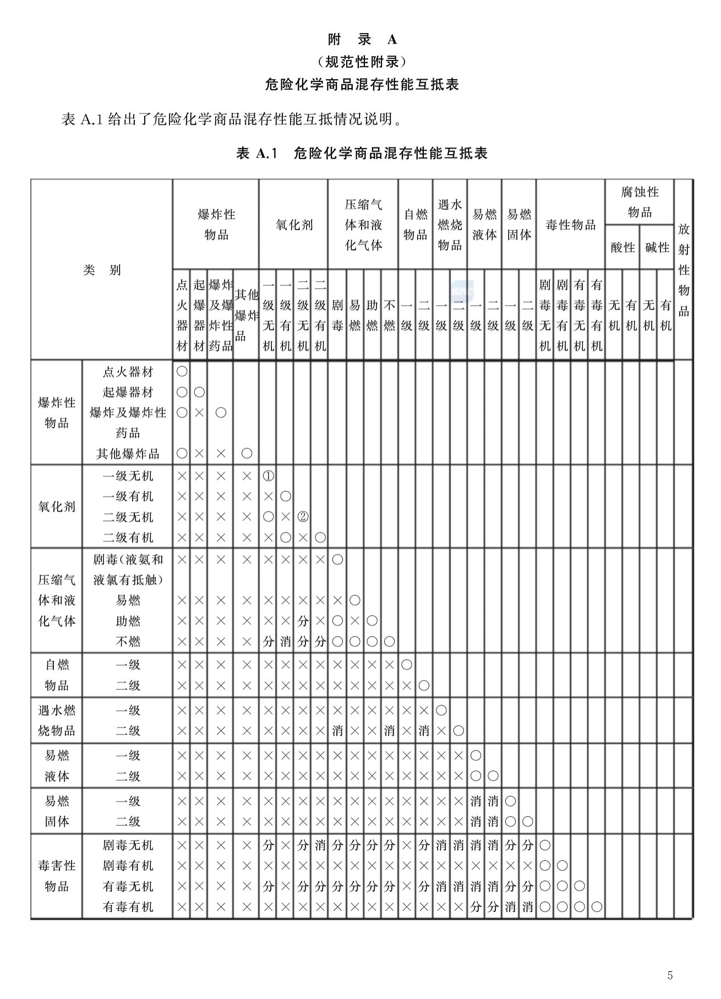 附 录 A
（规范性附录）
危险化学商品混存性能互抵表
表 A.1 给出了危险化学商品混存性能互抵情况说明。
表 A.1 危险化学商品混存性能互抵表
类 别
爆炸性
物品
氧化剂
压缩气
体和液
化气体
自燃
物品
遇水
燃烧
物品
易燃
液体
易燃
固体
毒性物品
腐蚀性
物品
酸性 碱性
放射性物品
点火器材 起爆器材 爆炸及爆炸性药品 其他爆炸品 一级无机 一级有机 二级无机 二级有机 剧毒 易燃 助燃 不燃 一级 二级 一级 二级 一级 二级 一级 二级 剧毒无机 剧毒有机 有毒无机 有毒有机 无机 有机 无机 有机
爆炸性
物品
点火器材 ○
起爆器材 ○ ○
爆炸及爆炸性 ○ × ○
药品
其他爆炸品 ○ × × ○
氧化剂
一级无机 × × × × ①
一级有机 × × × × × ○
二级无机 × × × × ○ × ②
二级有机 × × × × × ○ × ○
压缩气
体和液
化气体
剧毒（液氨和 × × × × × × × × ○
液氯有抵触）
易燃 × × × × × × × × × ○
助燃 × × × × × × 分 × ○ × ○
不燃 × × × × 分 消 分 分 ○ ○ ○ ○
自燃
物品
一级 × × × × × × × × × × × × ○
二级 × × × × × × × × × × × × × ○
遇水燃
烧物品
一级 × × × × × × × × × × × × × × ○
二级 × × × × × × × × 消 × × 消 × 消 × ○
易燃
液体
一级 × × × × × × × × × × × × × × × × ○
二级 × × × × × × × × × × × × × × × × ○ ○
易燃
固体
一级 × × × × × × × × × × × × × × × × 消 消 ○
二级 × × × × × × × × × × × × × × × × 消 消 ○ ○
毒害性
物品
剧毒无机 × × × × 分 × 分 消 分 分 分 分 × 分 消 消 消 消 分 分 ○
剧毒有机 × × × × × × × × × × × × × × × × × × × × ○ ○
有毒无机 × × × × 分 × 分 分 分 分 分 分 × 分 消 消 消 消 分 分 ○ ○ ○
有毒有机 × × × × × × × × × × × × × × × × 分 分 消 消 ○ ○ ○ ○
5